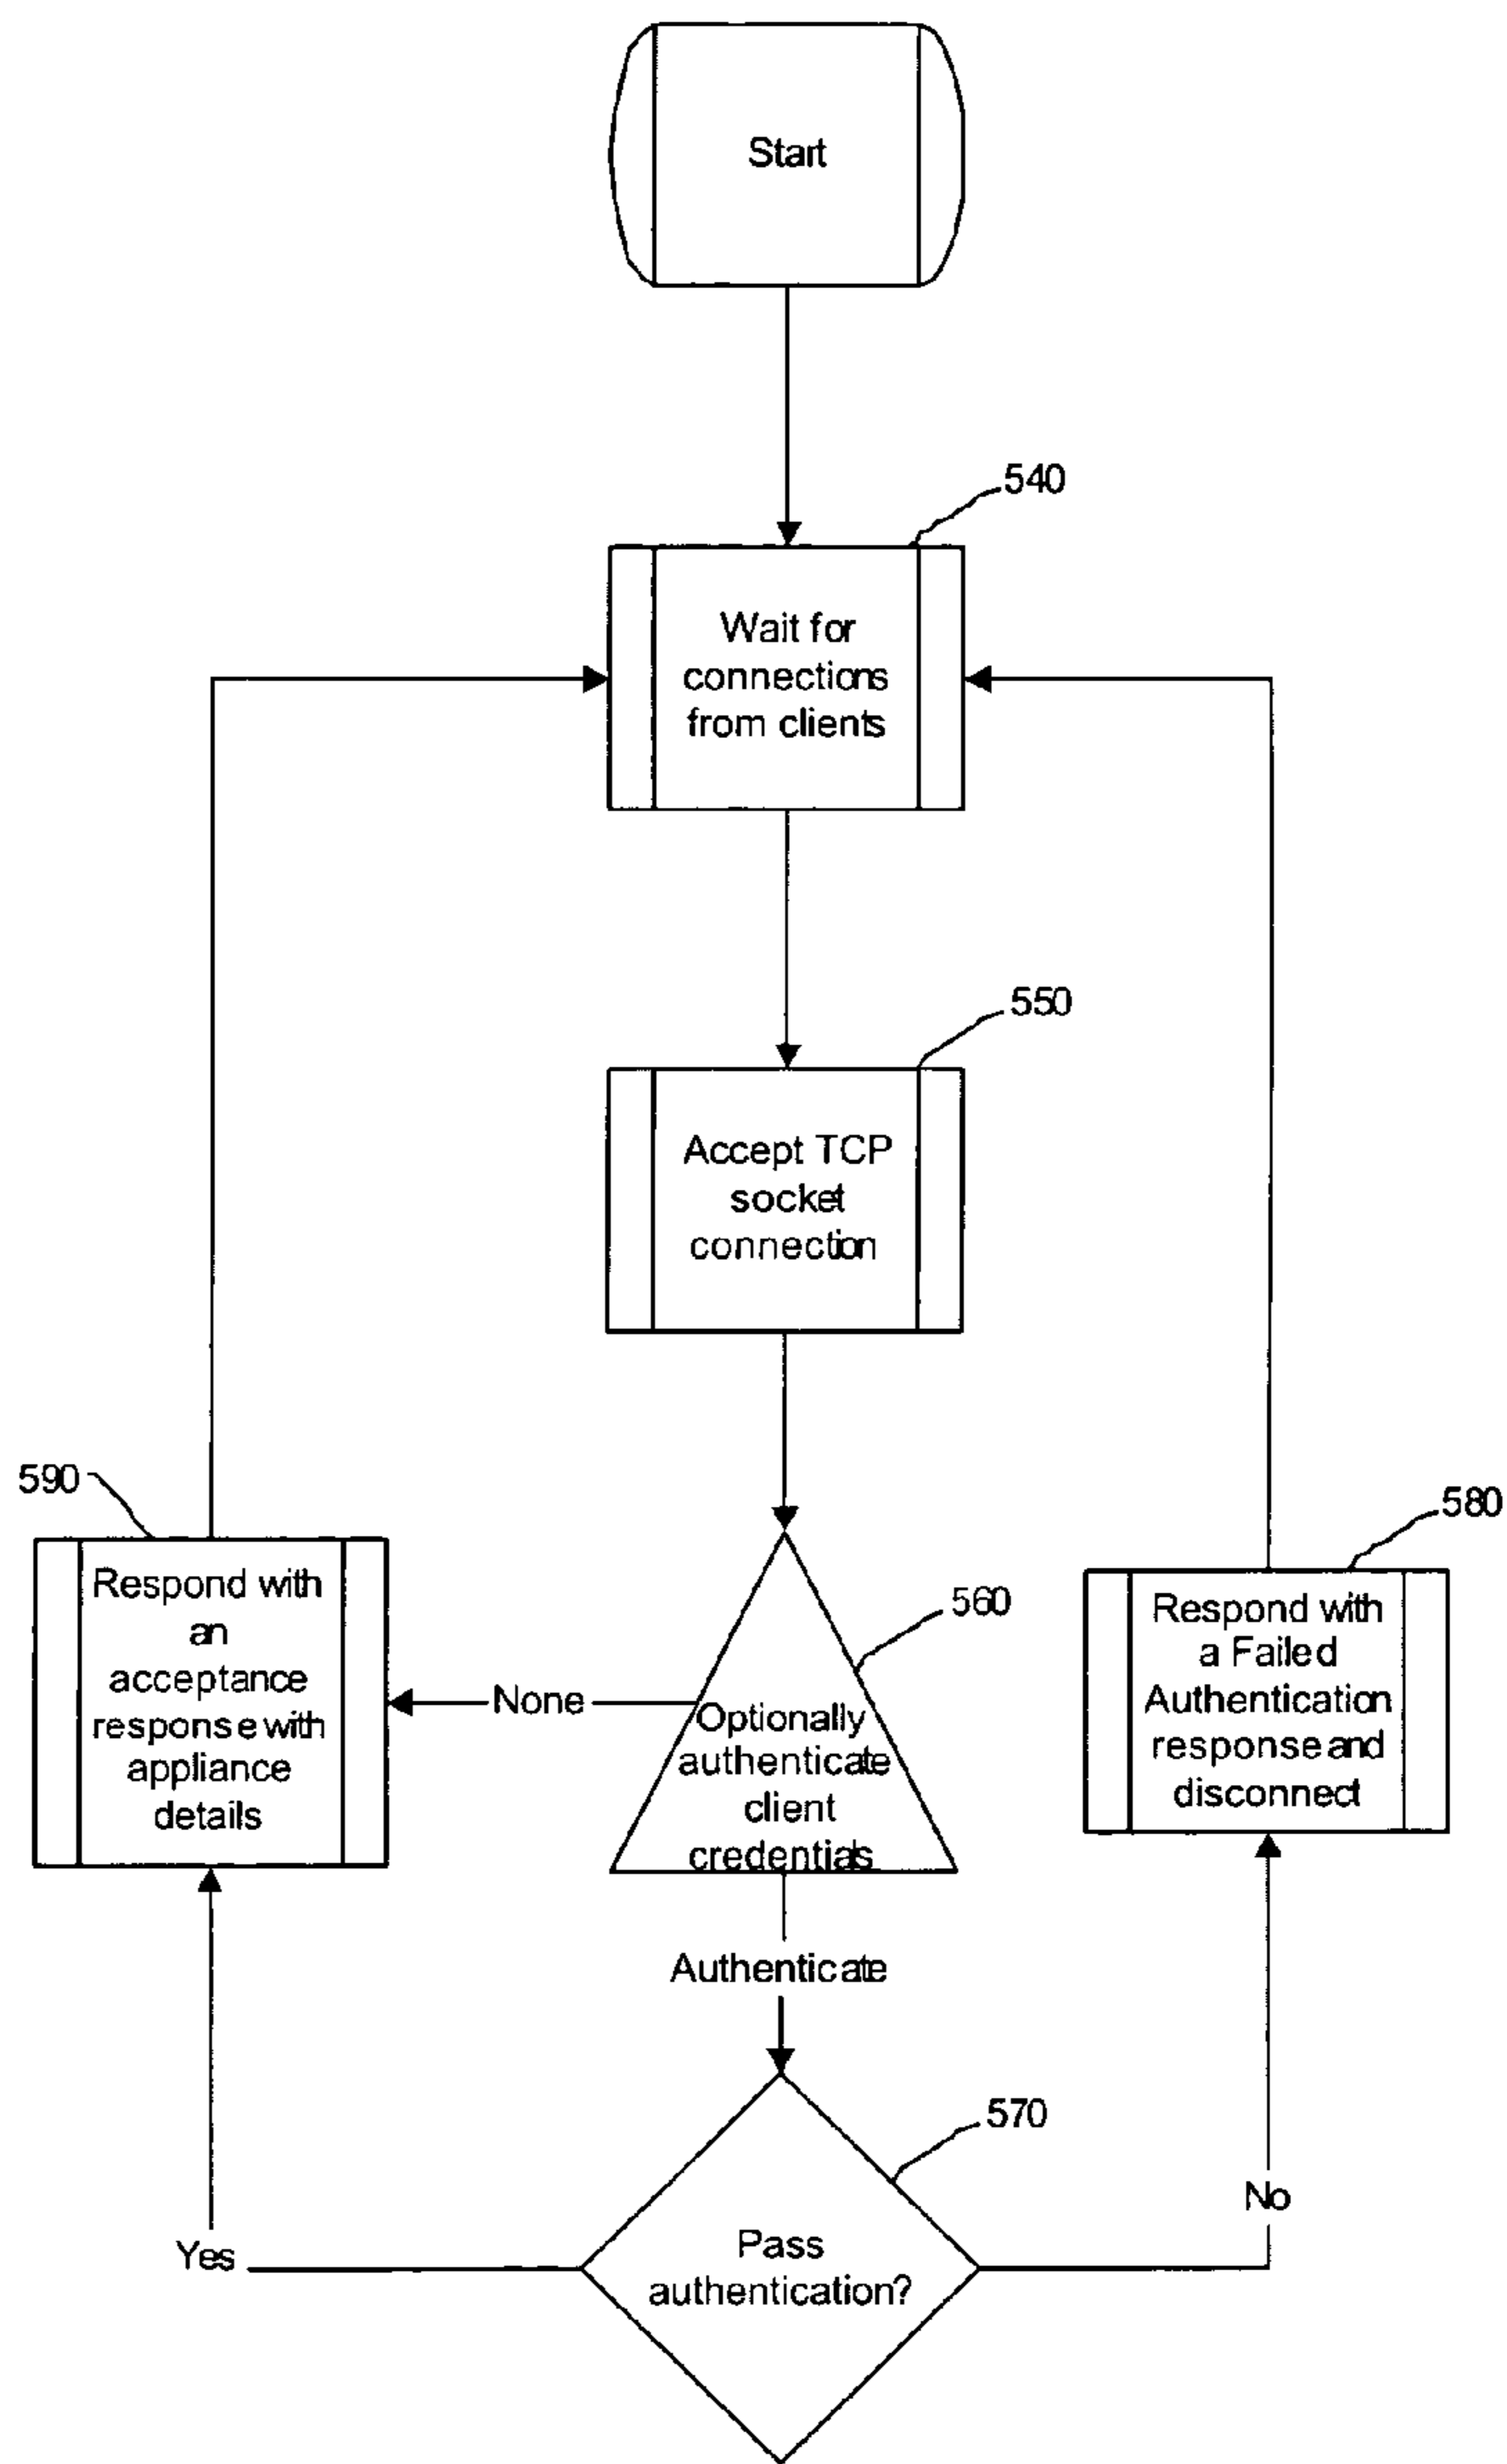 Start
540
Wait for
connections
from clients
550
Accept TCP
socket
connection
590
Respond with
an
acceptance
response with
appliance
details
None
560
Optionally
authenticate
client
credentials
580
Respond with
a Failed
Authentication
response and
disconnect
Authenticate
570
Pass
authentication?
Yes
No